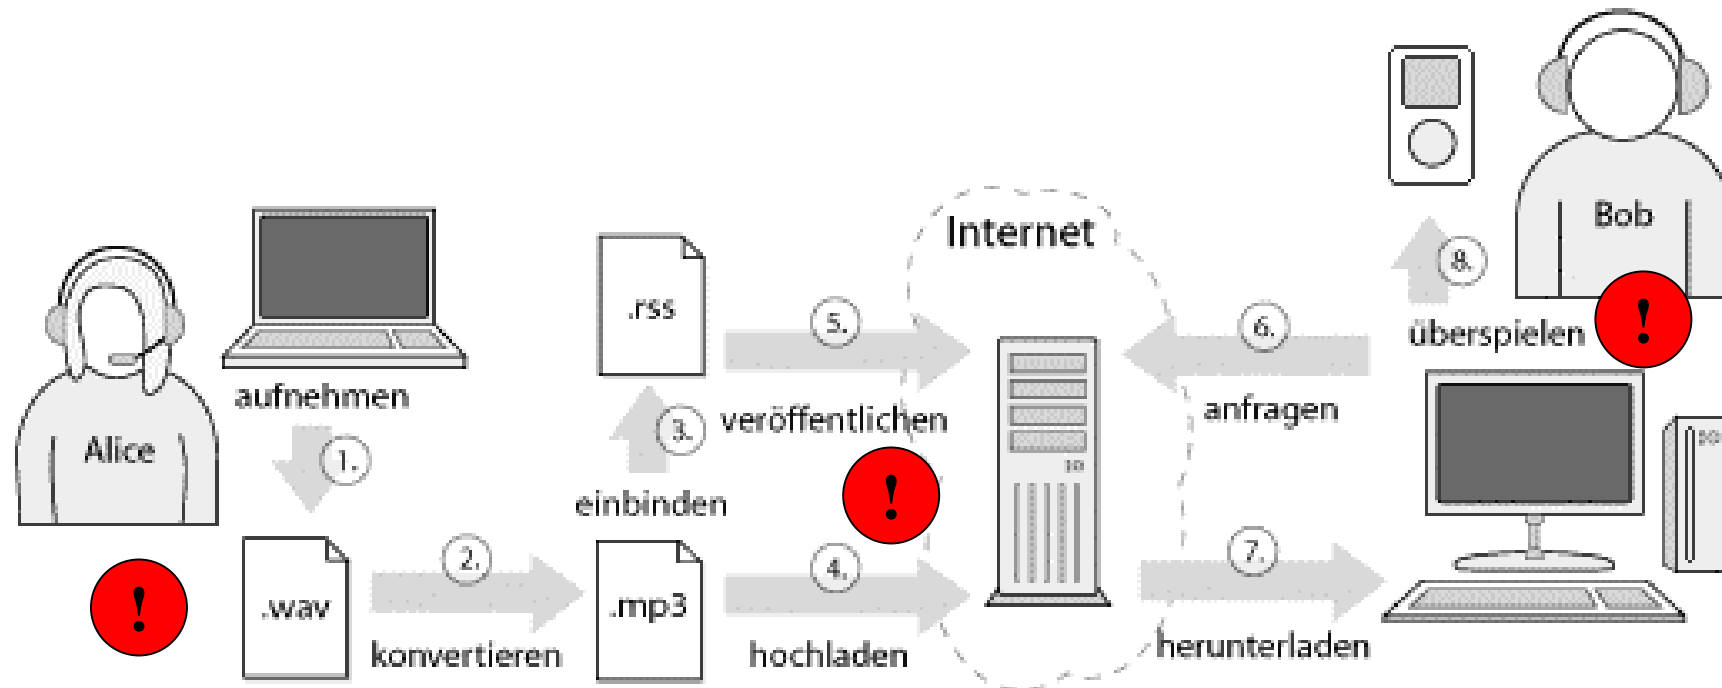 Alice
aufnehmen
1.
.wav
!
2.
konvertieren
.mp3
einbinden
3.
.rss
4.
hochladen
5.
veröffentlichen
!
Internet
6.
anfragen
7.
herunterladen
8.
überspielen
!
Bob